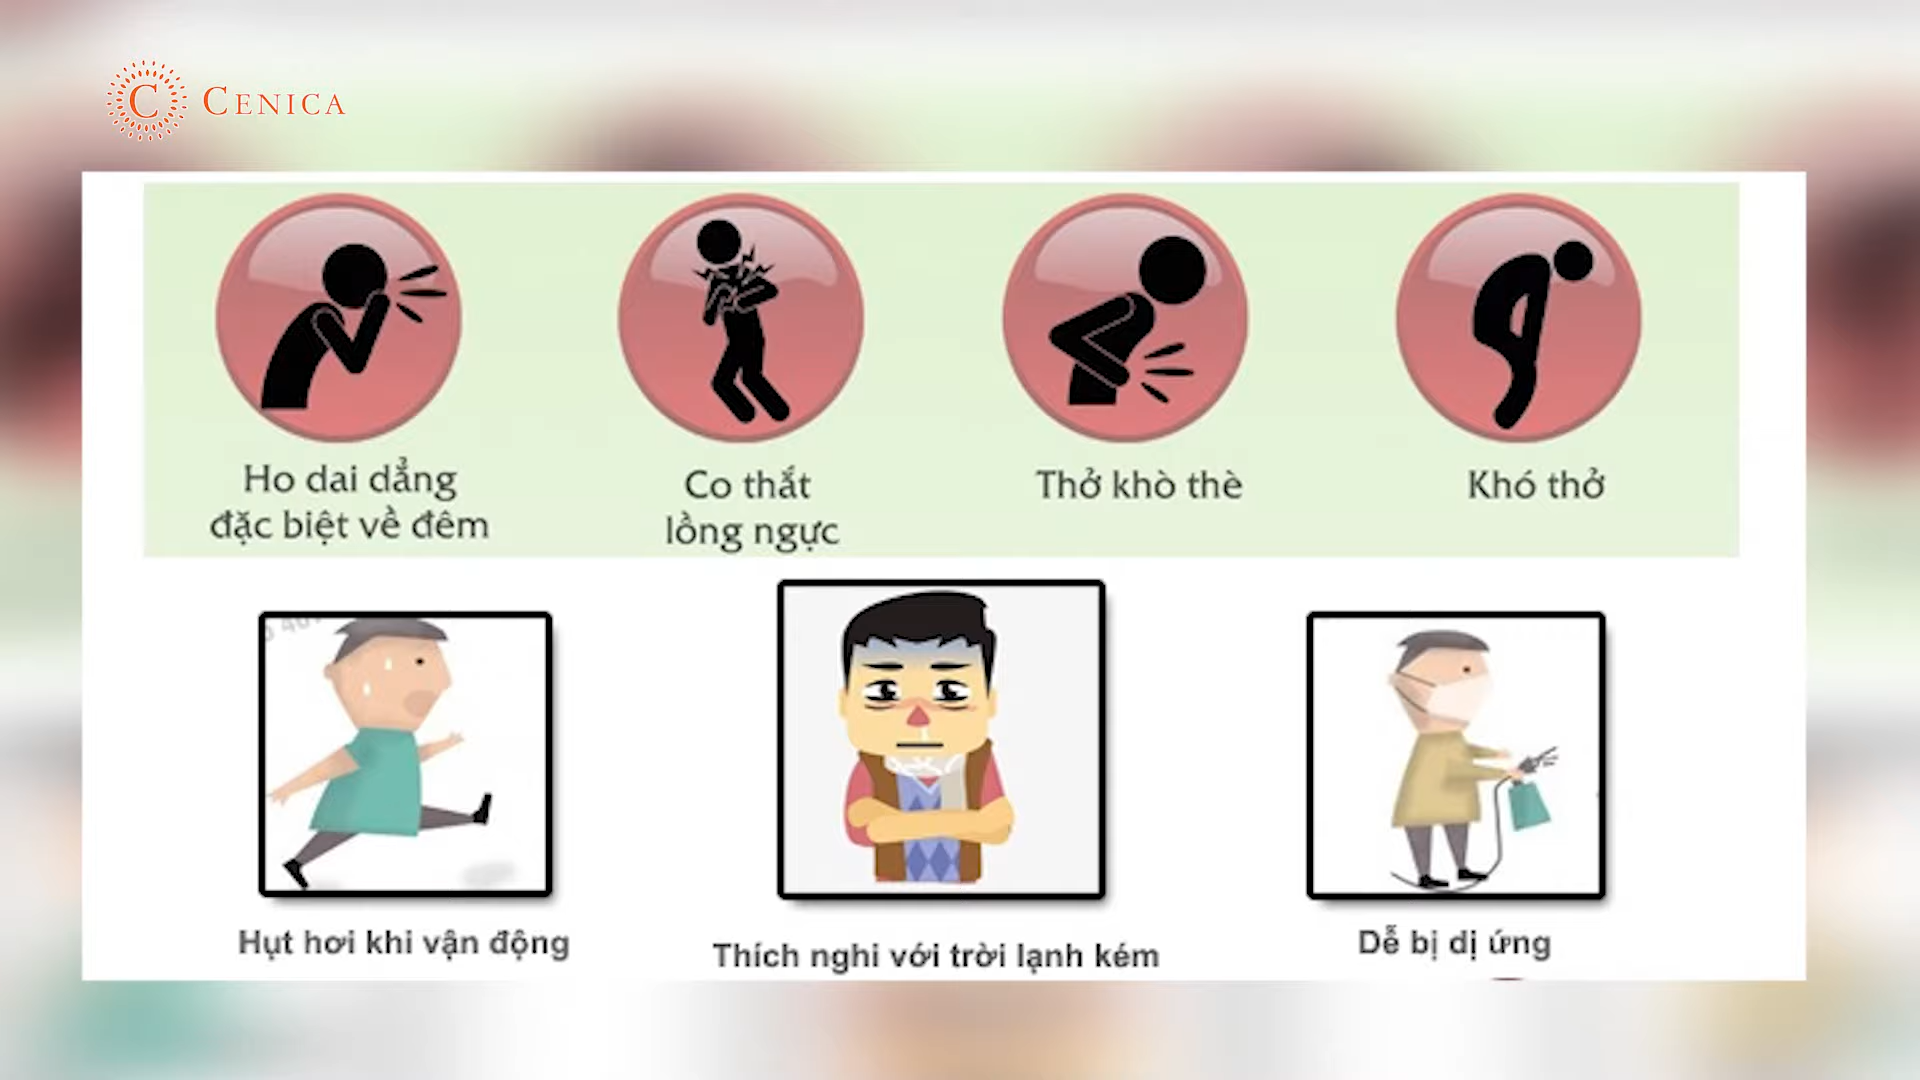 C CENICA
Ho dai dẳng
đặc biệt về đêm
Co thắt
lồng ngực
Thở khò thè
Khó thở
Hụt hơi khi vận động
Thích nghi với trời lạnh kém
Dễ bị dị ứng